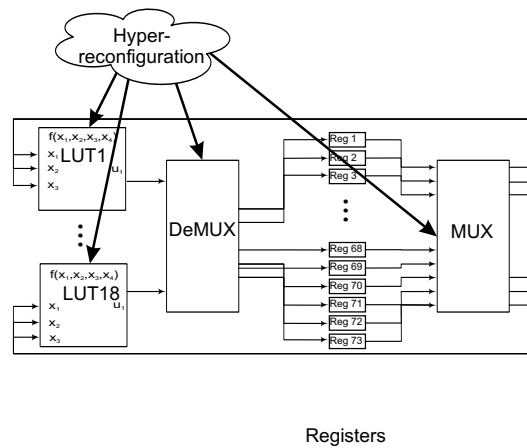 Hyper-
reconfiguration
f(x₁,x₂,x₃,x₄)
LUT1
x₁
x₂
x₃
u₁
f(x₁,x₂,x₃,x₄)
LUT18
x₁
x₂
x₃
u₁
DeMUX
Reg 1
Reg 2
Reg 3
Reg 68
Reg 69
Reg 70
Reg 71
Reg 72
Reg 73
MUX
Registers